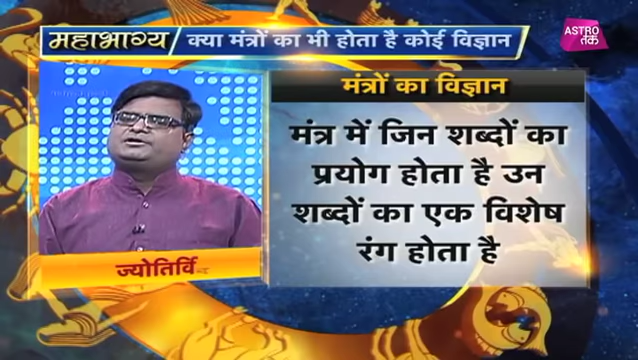 महाभाग्य
क्या मंत्रों का भी होता है कोई विज्ञान
ASTRO
तक
मंत्रों का विज्ञान
मंत्र में जिन शब्दों का
प्रयोग होता है उन
शब्दों का एक विशेष
रंग होता है
ज्योतिर्वि